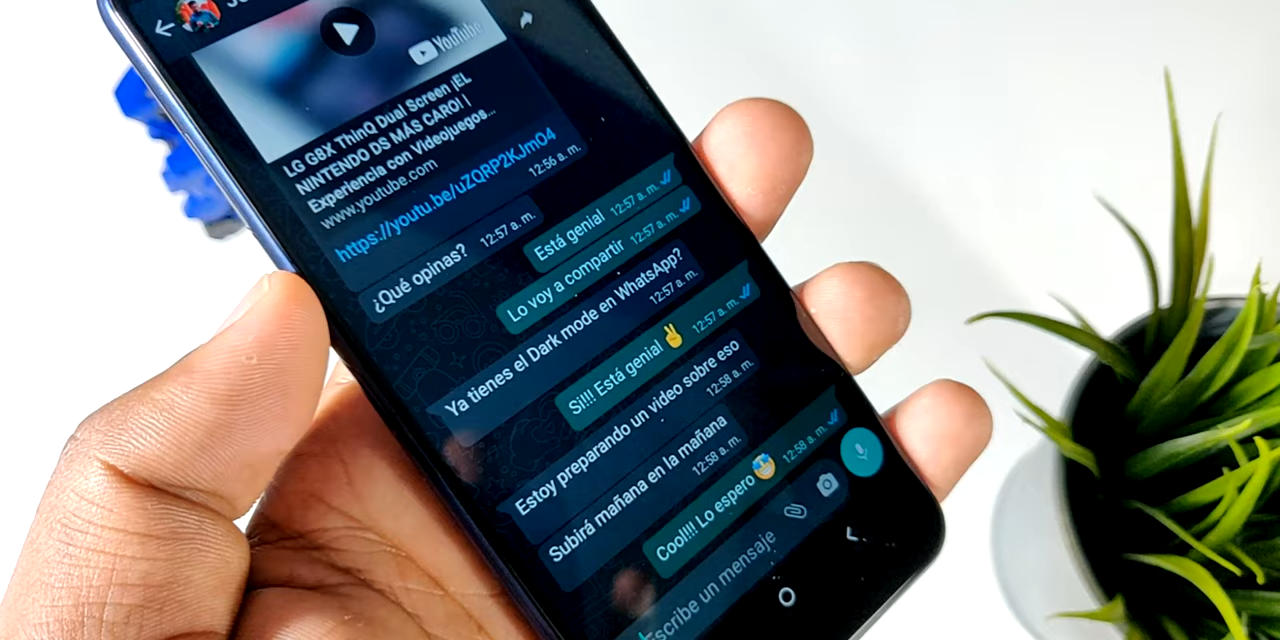 YouTube
LG G8X ThinQ Dual Screen ¡EL
NINTENDO DS MÁS CARO! |
Experiencia con Videojuegos...
www.youtube.com
https://youtu.be/uZQRP2KJmO4
12:56 a. m.
¿Qué opinas? 12:57 a. m.
Está genial 12:57 a. m.
Lo voy a compartir 12:57 a. m.
Ya tienes el Dark mode en WhatsApp?
12:57 a. m.
Si!!! Está genial ✌ 12:57 a. m.
Estoy preparando un video sobre eso
12:58 a. m.
Subirá mañana en la mañana
12:58 a. m.
Cool!!! Lo espero 🤩 12:58 a. m.
scribe un mensaje